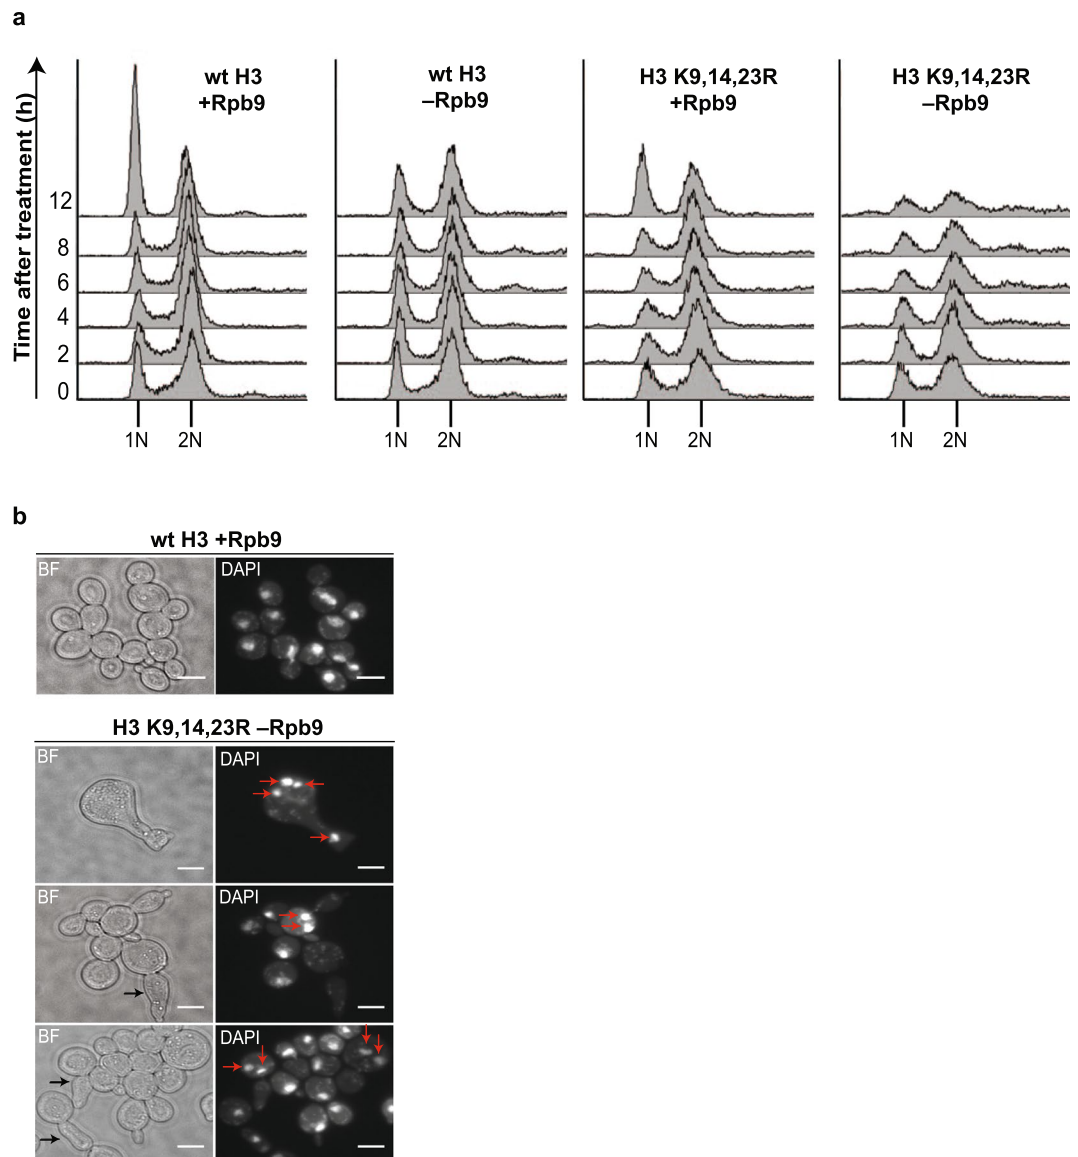 a
Time after treatment (h)
wt H3
+Rpb9
wt H3
–Rpb9
H3 K9,14,23R
+Rpb9
H3 K9,14,23R
–Rpb9
12
8
6
4
2
0
1N 2N
1N 2N
1N 2N
1N 2N
b
wt H3 +Rpb9
BF
DAPI
H3 K9,14,23R –Rpb9
BF
DAPI
BF
DAPI
BF
DAPI